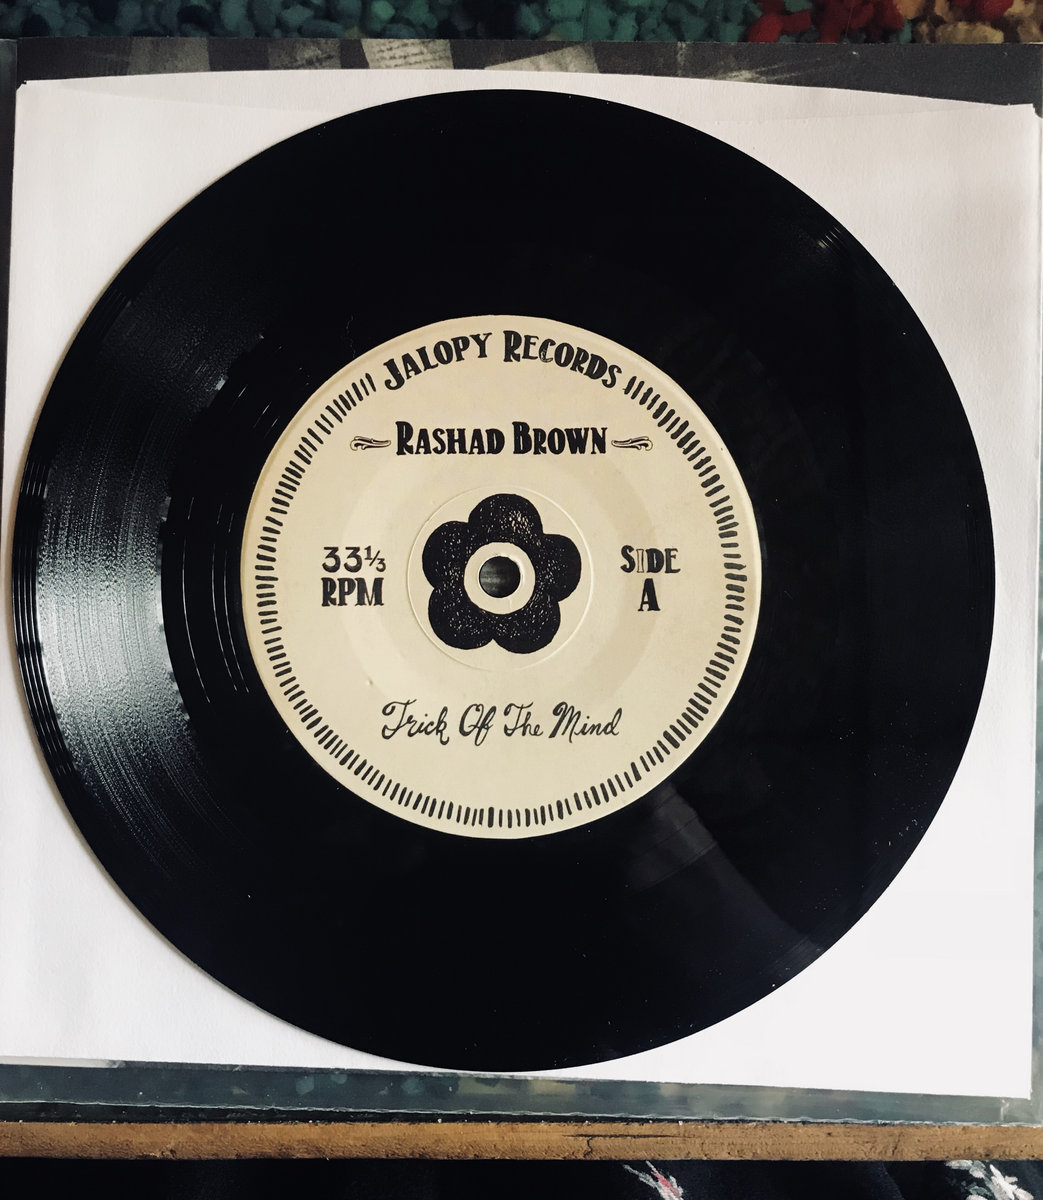 JALOPY RECORDS
RASHAD BROWN
33⅓
RPM
SIDE
A
Trick Of The Mind